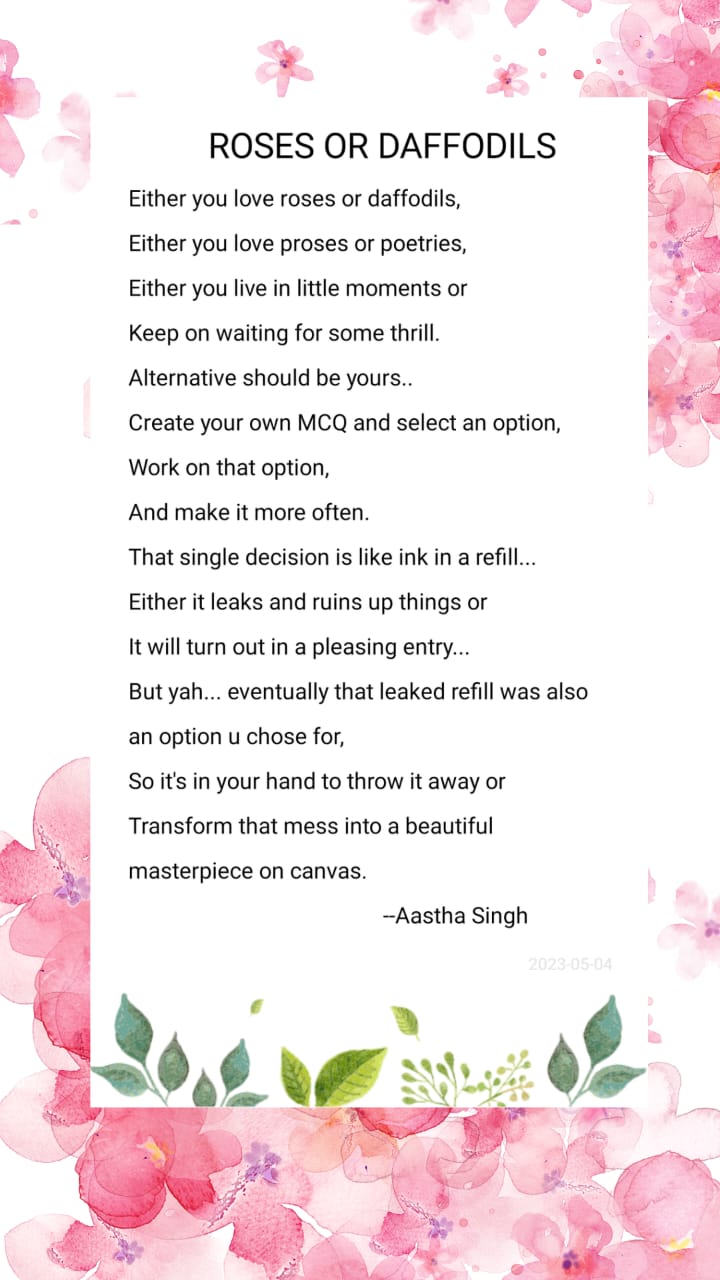 ROSES OR DAFFODILS
Either you love roses or daffodils,
Either you love proses or poetries,
Either you live in little moments or
Keep on waiting for some thrill.
Alternative should be yours..
Create your own MCQ and select an option,
Work on that option,
And make it more often.
That single decision is like ink in a refill...
Either it leaks and ruins up things or
It will turn out in a pleasing entry...
But yah... eventually that leaked refill was also
an option u chose for,
So it's in your hand to throw it away or
Transform that mess into a beautiful
masterpiece on canvas.
--Aastha Singh
2023-05-04